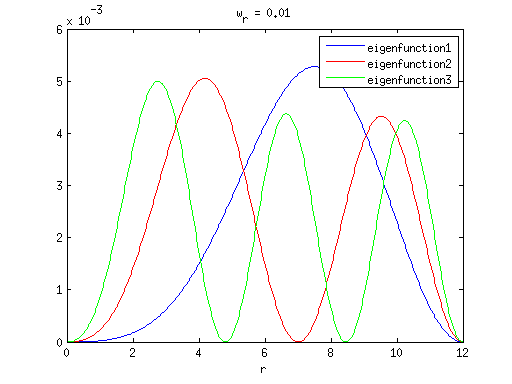 w_r = 0.01
x 10^-3
6
eigenfunction1
eigenfunction2
eigenfunction3
5
4
3
2
1
0
0 2 4 6 8 10 12
r